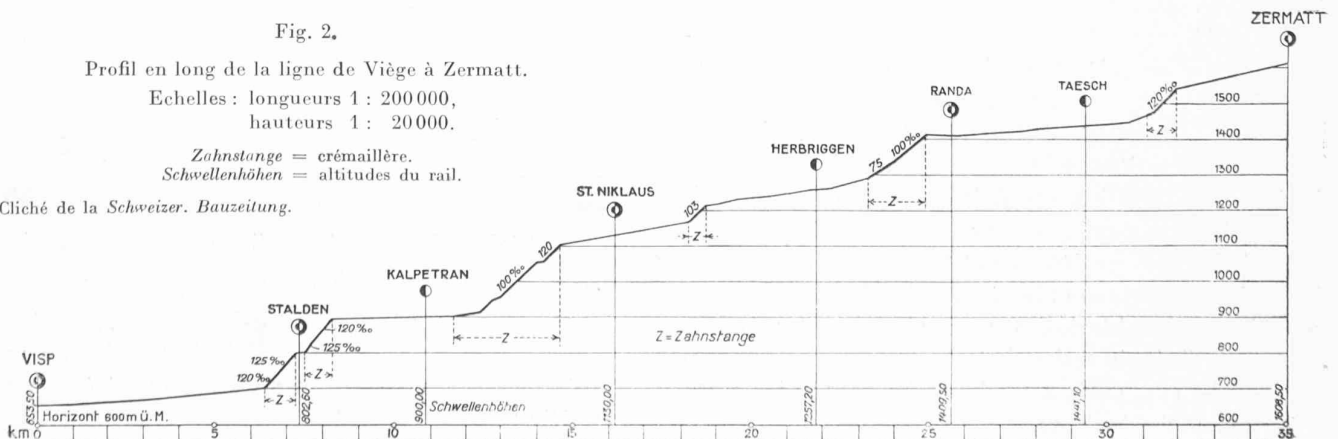 Fig. 2.
Profil en long de la ligne de Viège à Zermatt.
Echelles : longueurs 1 : 200 000,
hauteurs 1 : 20 000.
Zahnstange = crémaillère.
Schwellenhöhen = altitudes du rail.
Cliché de la Schweizer. Bauzeitung.
VISP
STALDEN
KALPETRAN
ST. NIKLAUS
HERBRIGGEN
RANDA
TAESCH
ZERMATT
120‰
125‰
120‰
125‰
100‰
120
103
75
100‰
120‰
Z
Z
Z
Z
Z
Z
Z = Zahnstange
1500
1400
1300
1200
1100
1000
900
800
700
600
Horizont 600 m ü. M.
Schwellenhöhen
653,20
802,60
900,00
1130,00
1257,20
1441,10
1608,50
km 0
5
10
15
20
25
30
35